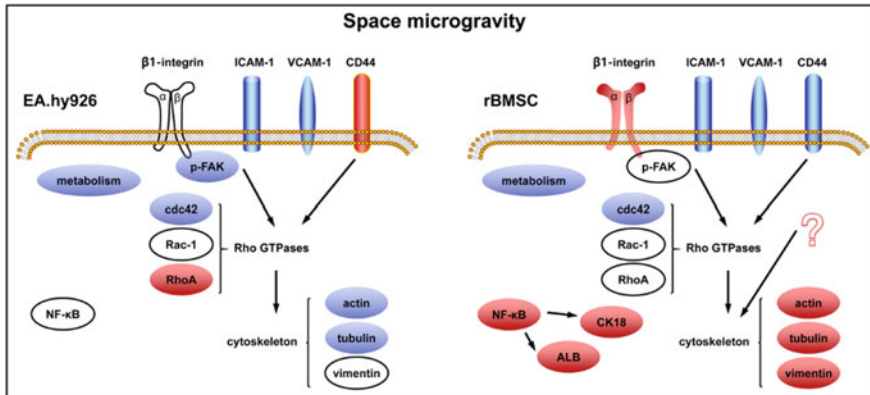 Space microgravity
EA.hy926
β1-integrin
ICAM-1
VCAM-1
CD44
α
β
p-FAK
metabolism
cdc42
Rac-1
RhoA
Rho GTPases
NF-κB
cytoskeleton
actin
tubulin
vimentin
rBMSC
β1-integrin
ICAM-1
VCAM-1
CD44
α
β
p-FAK
metabolism
cdc42
Rac-1
RhoA
Rho GTPases
?
NF-κB
CK18
ALB
cytoskeleton
actin
tubulin
vimentin